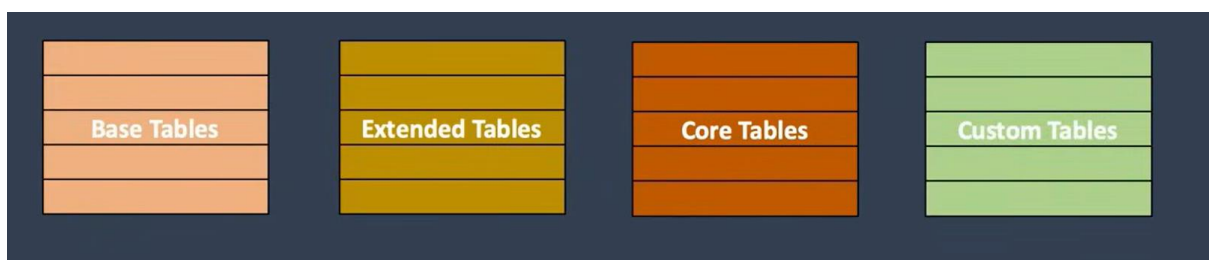 Base Tables
Extended Tables
Core Tables
Custom Tables